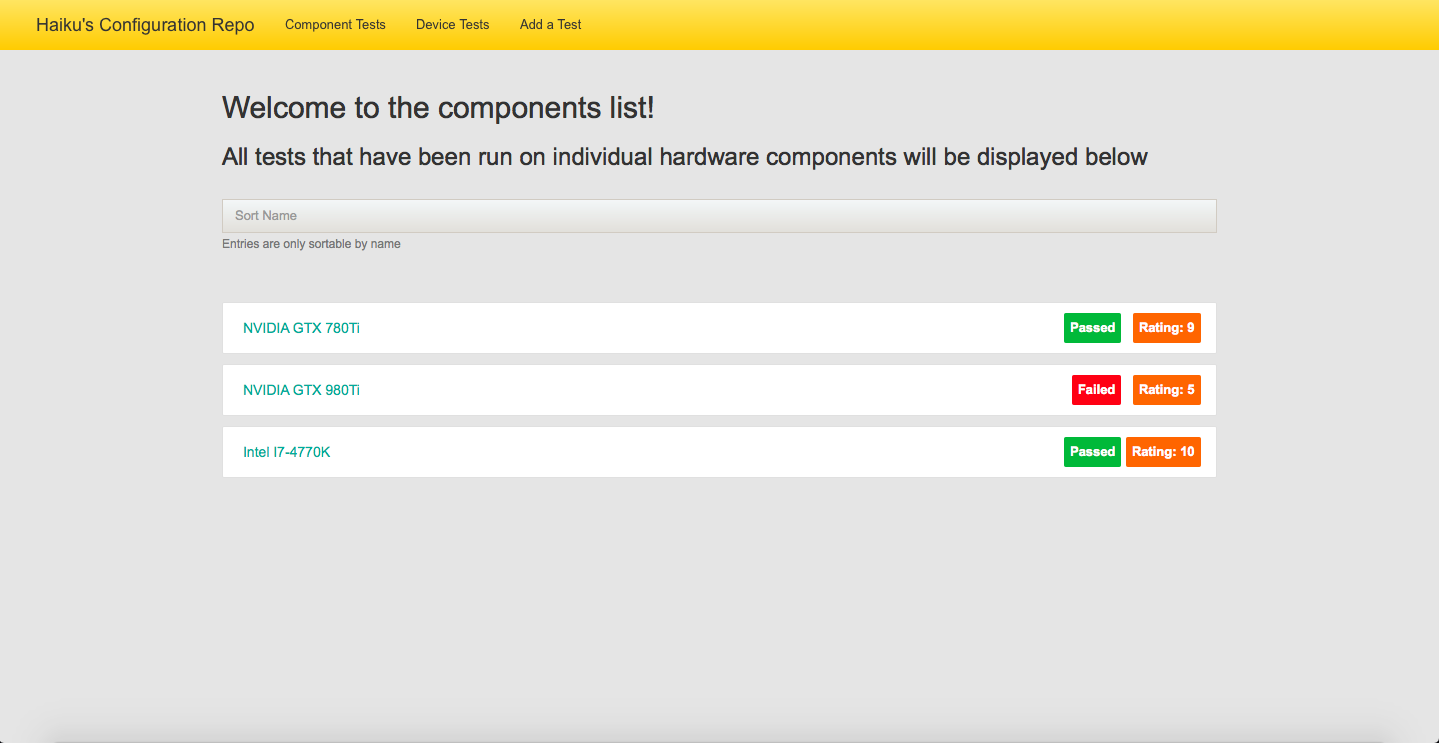 Haiku's Configuration Repo Component Tests Device Tests Add a Test
Welcome to the components list!
All tests that have been run on individual hardware components will be displayed below
Sort Name
Entries are only sortable by name
NVIDIA GTX 780Ti Passed Rating: 9
NVIDIA GTX 980Ti Failed Rating: 5
Intel I7-4770K Passed Rating: 10